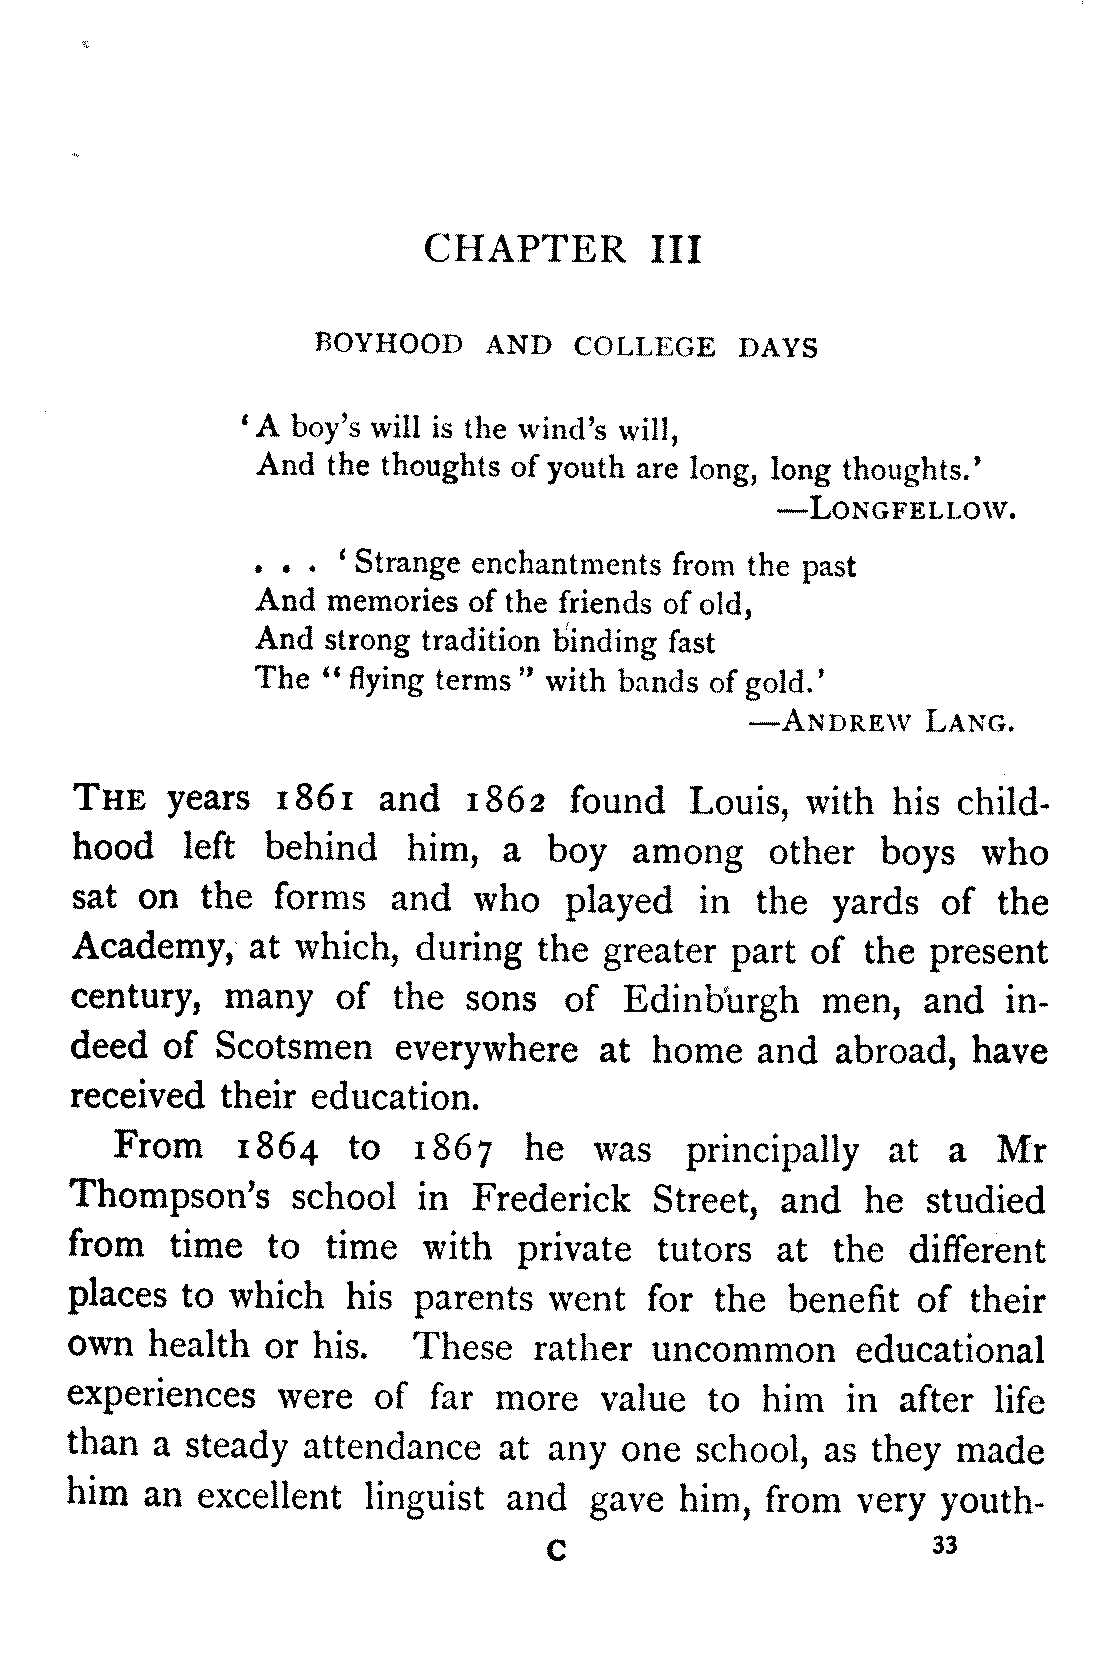 CHAPTER III
BOYHOOD AND COLLEGE DAYS
‘A boy’s will is the wind’s will,
And the thoughts of youth are long, long thoughts.’
—LONGFELLOW.
. . . ‘Strange enchantments from the past
And memories of the friends of old,
And strong tradition binding fast
The “flying terms” with bands of gold.’
—ANDREW LANG.
THE years 1861 and 1862 found Louis, with his child-
hood left behind him, a boy among other boys who
sat on the forms and who played in the yards of the
Academy, at which, during the greater part of the present
century, many of the sons of Edinburgh men, and in-
deed of Scotsmen everywhere at home and abroad, have
received their education.
From 1864 to 1867 he was principally at a Mr
Thompson’s school in Frederick Street, and he studied
from time to time with private tutors at the different
places to which his parents went for the benefit of their
own health or his. These rather uncommon educational
experiences were of far more value to him in after life
than a steady attendance at any one school, as they made
him an excellent linguist and gave him, from very youth-
C 33